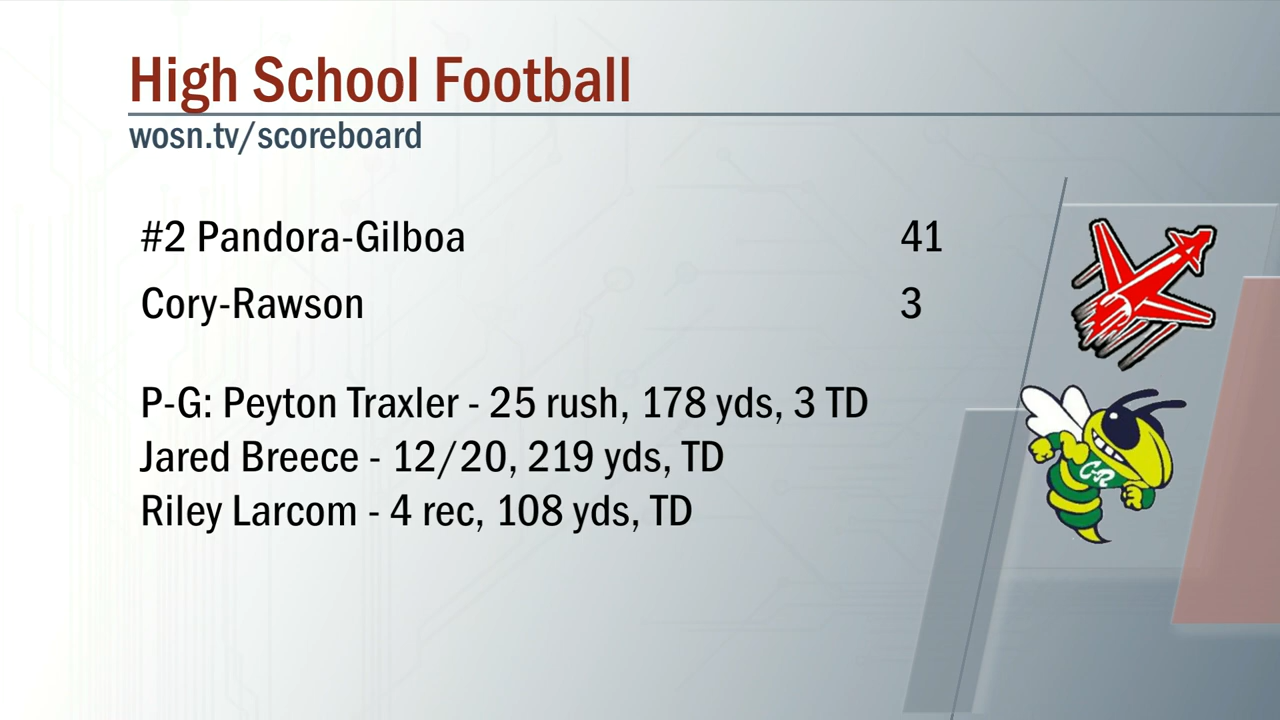 High School Football
wosn.tv/scoreboard
#2 Pandora-Gilboa 41
Cory-Rawson 3
P-G: Peyton Traxler - 25 rush, 178 yds, 3 TD
Jared Breece - 12/20, 219 yds, TD
Riley Larcom - 4 rec, 108 yds, TD
C-R